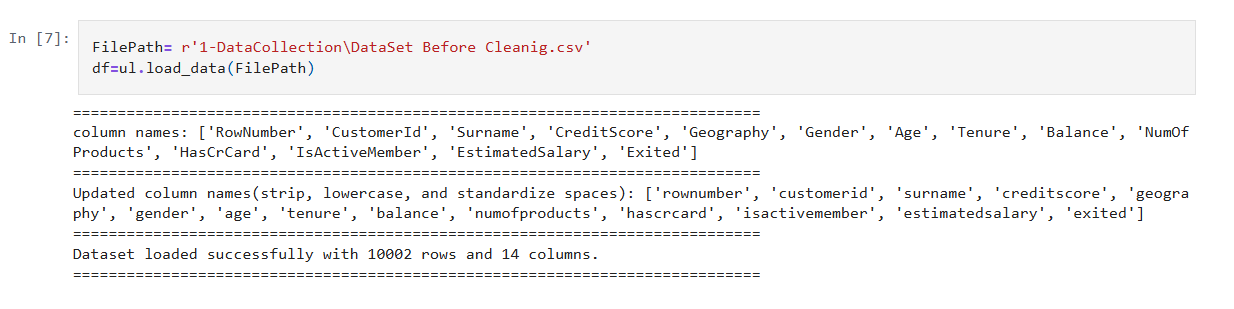 In [7]:
FilePath= r'1-DataCollection\DataSet Before Cleanig.csv'
df=ul.load_data(FilePath)
=============================================================================
column names: ['RowNumber', 'CustomerId', 'Surname', 'CreditScore', 'Geography', 'Gender', 'Age', 'Tenure', 'Balance', 'NumOf
Products', 'HasCrCard', 'IsActiveMember', 'EstimatedSalary', 'Exited']
=============================================================================
Updated column names(strip, lowercase, and standardize spaces): ['rownumber', 'customerid', 'surname', 'creditscore', 'geogra
phy', 'gender', 'age', 'tenure', 'balance', 'numofproducts', 'hascrcard', 'isactivemember', 'estimatedsalary', 'exited']
=============================================================================
Dataset loaded successfully with 10002 rows and 14 columns.
=============================================================================